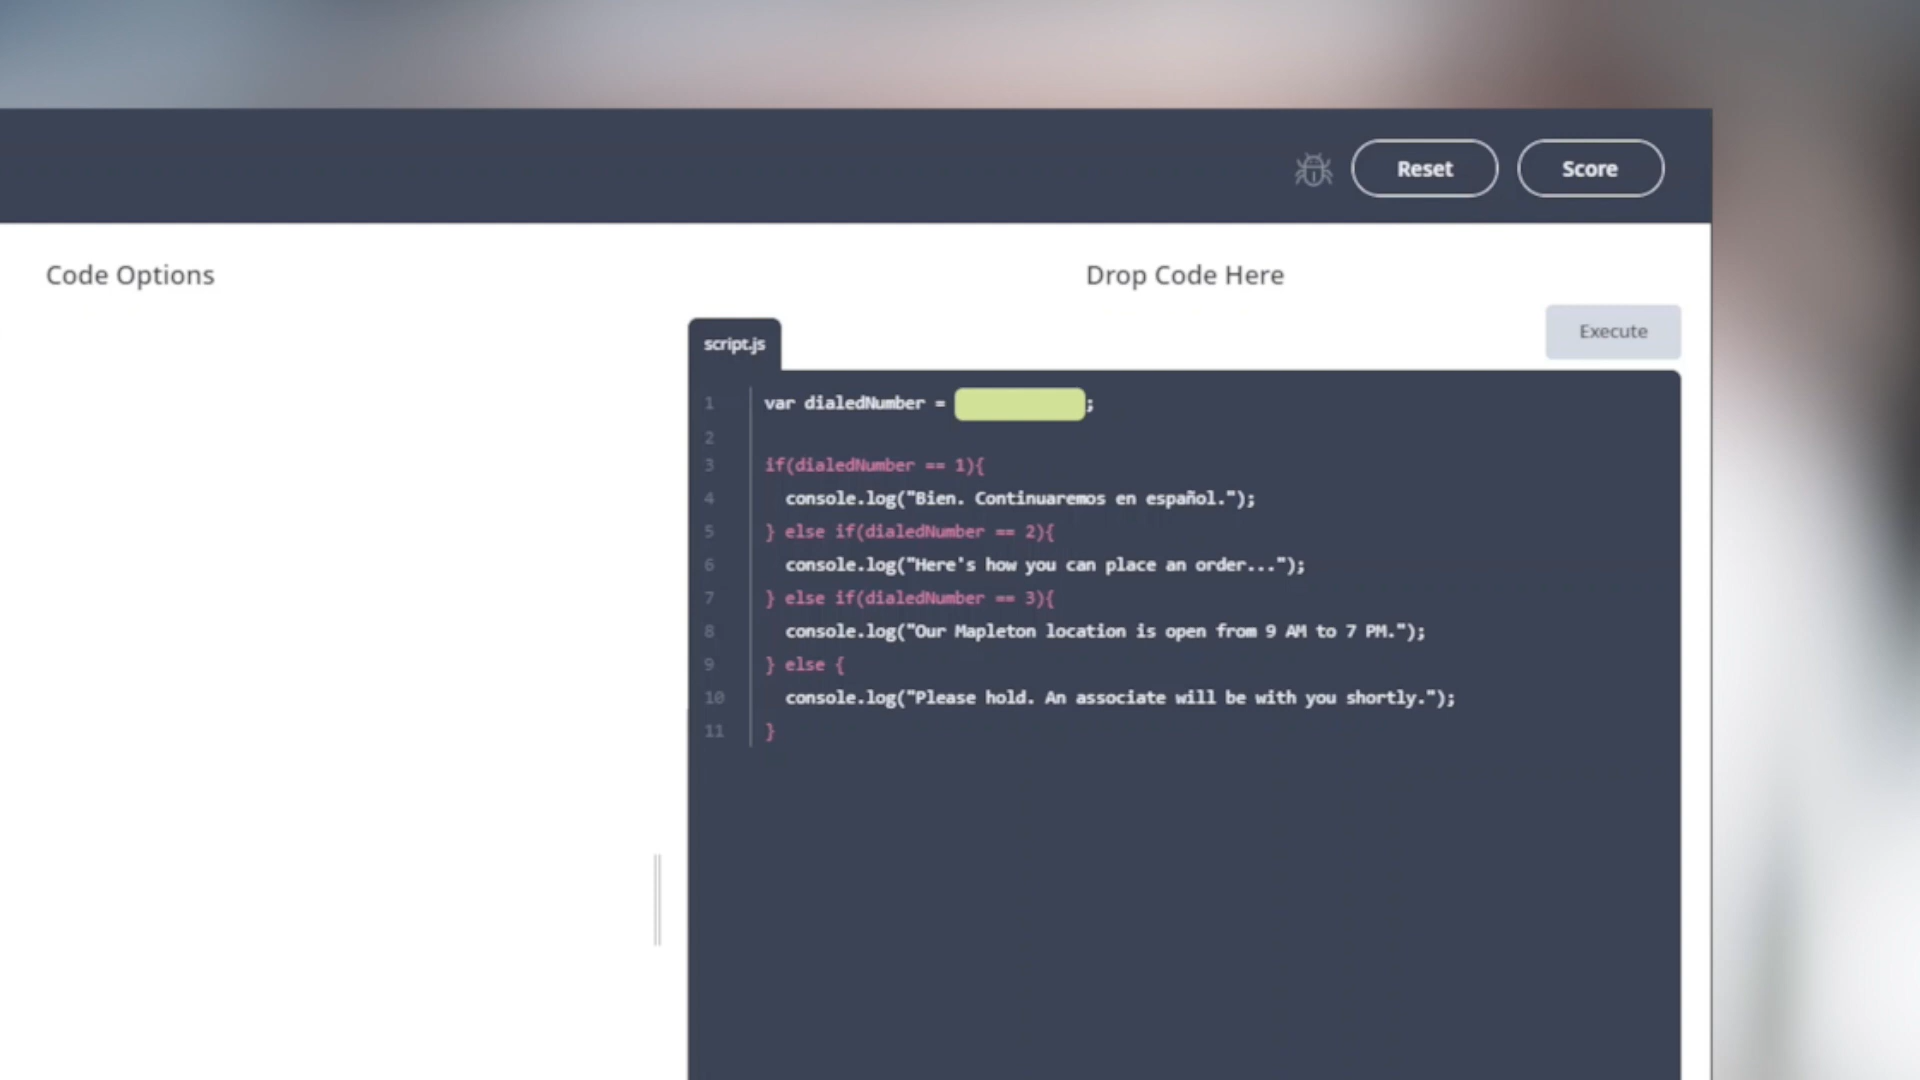 Reset
Score
Code Options
Drop Code Here
Execute
script.js
1 var dialedNumber = ;
2
3 if(dialedNumber == 1){
4 console.log("Bien. Continuaremos en español.");
5 } else if(dialedNumber == 2){
6 console.log("Here's how you can place an order...");
7 } else if(dialedNumber == 3){
8 console.log("Our Mapleton location is open from 9 AM to 7 PM.");
9 } else {
10 console.log("Please hold. An associate will be with you shortly.");
11 }